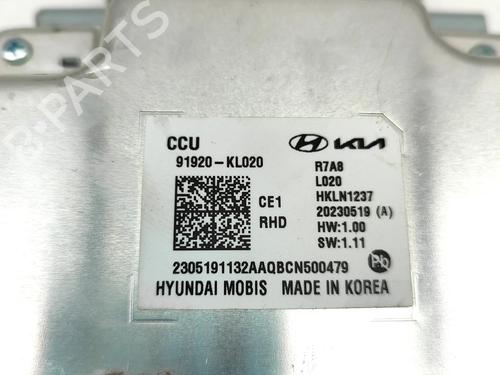 CCU
KIA
91920-KL020
R7A8
L020
CE1
HKLN1237
RHD
20230519 (A)
HW:1.00
SW:1.11
2305191132AAQBCN500479
Pb
HYUNDAI MOBIS MADE IN KOREA
R-PARTS